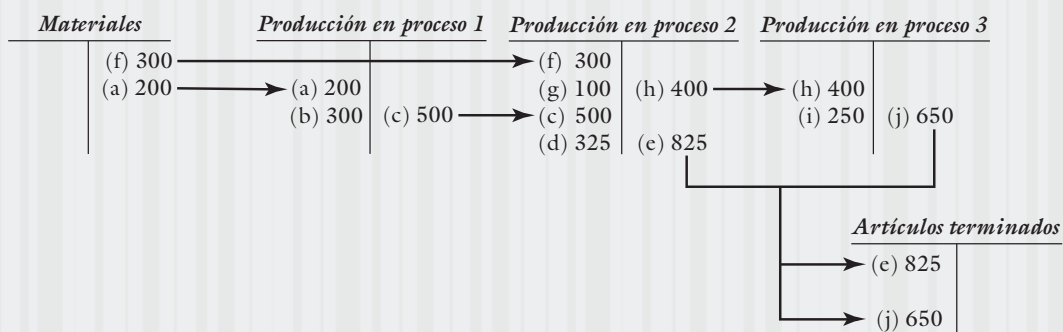 Materiales Producción en proceso 1 Producción en proceso 2 Producción en proceso 3
(f) 300 (f) 300
(a) 200 (a) 200 (g) 100 (h) 400 (h) 400
(b) 300 (c) 500 (c) 500 (i) 250 (j) 650
(d) 325 (e) 825
Artículos terminados
(e) 825
(j) 650